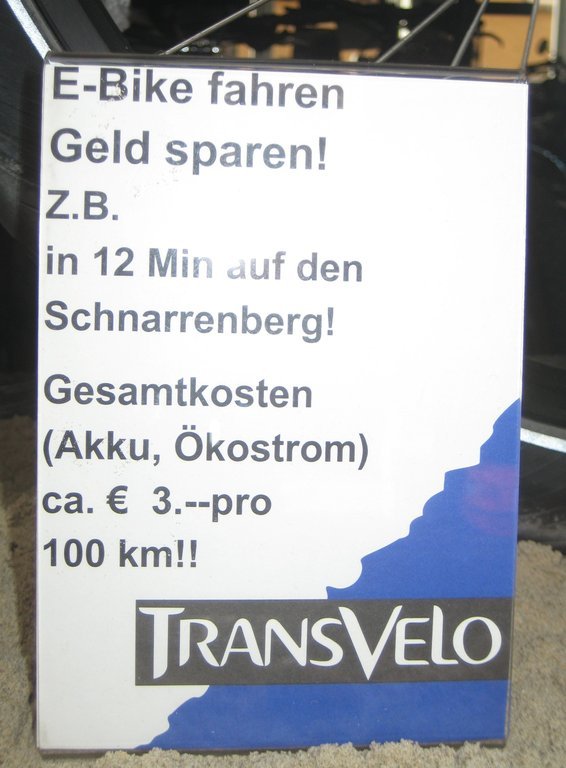 E-Bike fahren
Geld sparen!
Z.B.
in 12 Min auf den
Schnarrenberg!
Gesamtkosten
(Akku, Ökostrom)
ca. € 3.--pro
100 km!!
TRANSVELO